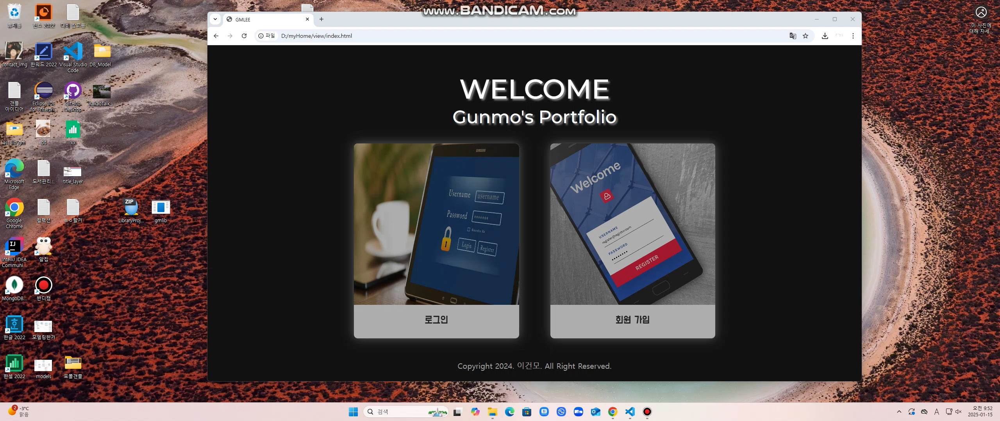 www.BANDICAM.com
휴지통
한쇼 2022
디비 참고용
이 사진에
대해 자세...
GMLEE
파일
D:/myHome/view/index.html
contact_img
한워드 2022
Visual Studio
Code
DB_Model...
갠플
아이디어
Eclipse IDE
for Enterpri...
GitHub
Desktop
KakaoTalk_...
WELCOME
Gunmo's Portfolio
ass_lib_gm
dd
xx
SAMSUNG
Username
username
Password
*******
Remember Me
Login
Register
Welcome
USERNAME
register@register.com
PASSWORD
REGISTER
Microsoft
Edge
도서관리...
title_layer
Google
Chrome
컬렉션
ㄹㅇ할거
ZIP
LibraryProj...
gmlib
IJ
IntelliJ IDEA
Communi...
알집
MongoDB...
반디캠
로그인
회원 가입
한글 2022
모델링한거
한셀 2022
models
포폴갠플
Copyright 2024. 이건모. All Right Reserved.
2
-3°C
맑음
검색
A
오전 9:52
2025-01-15